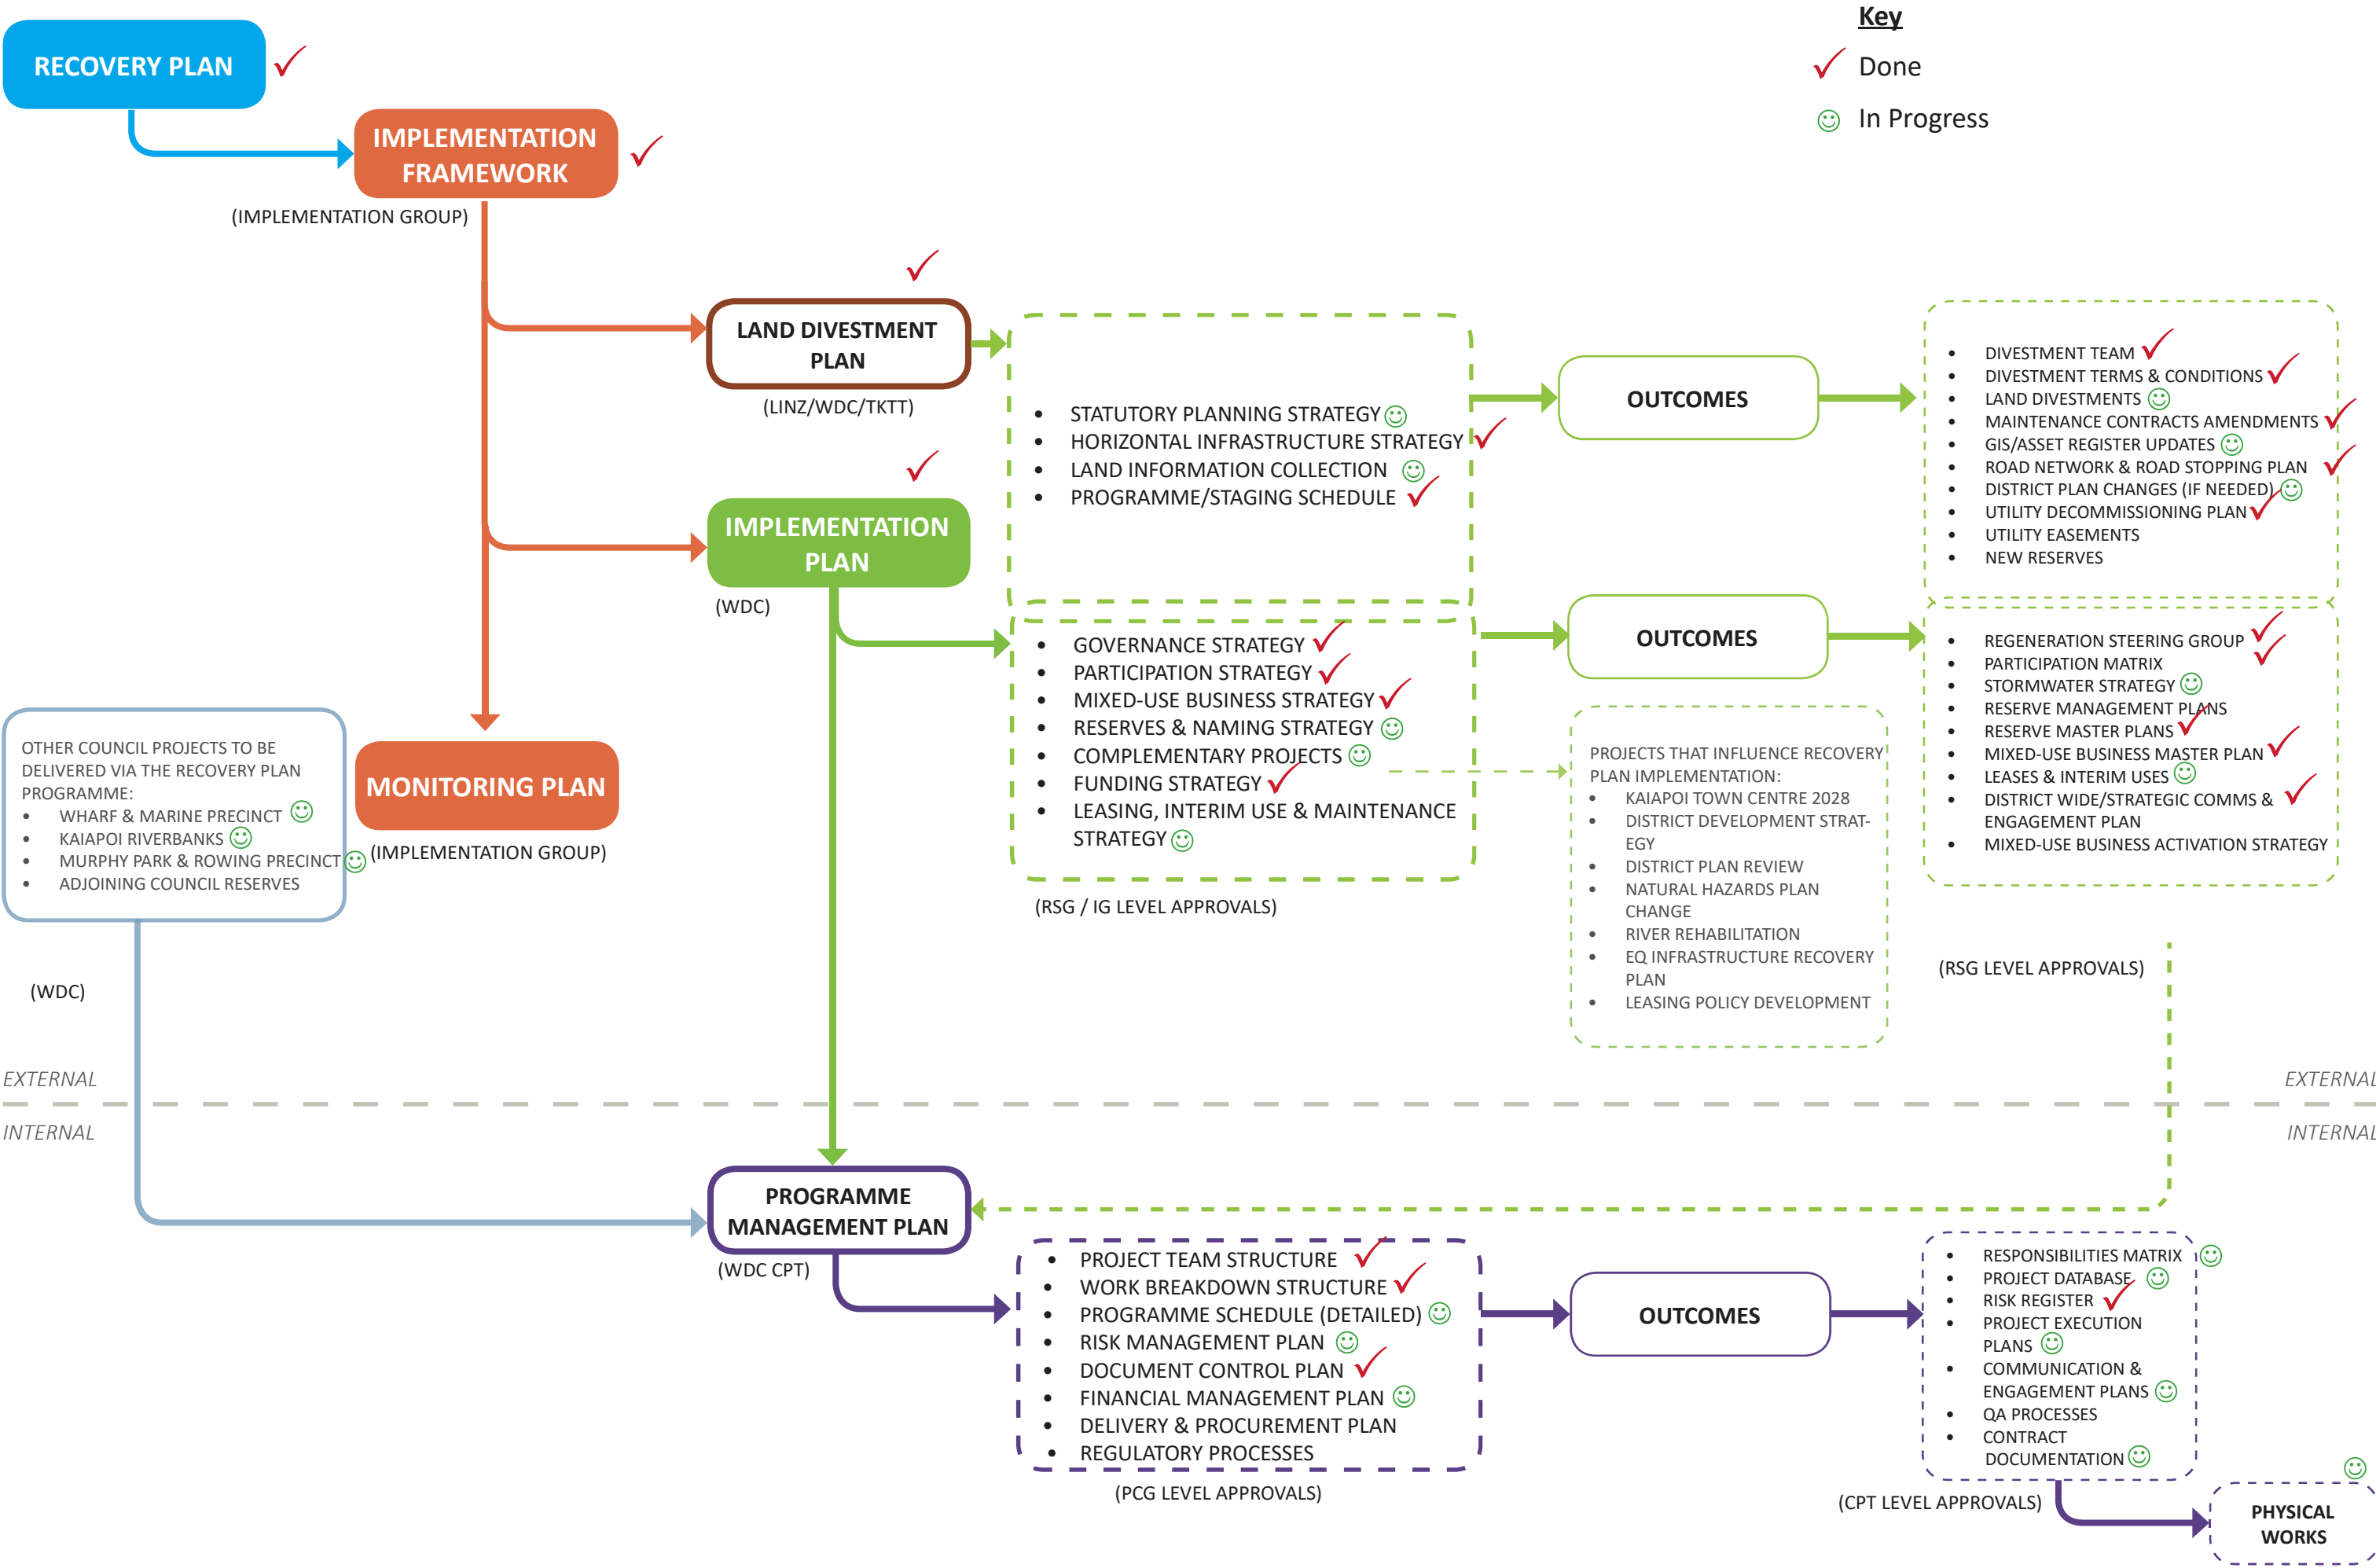 Key
Done
In Progress
RECOVERY PLAN
IMPLEMENTATION
FRAMEWORK
(IMPLEMENTATION GROUP)
LAND DIVESTMENT
PLAN
(LINZ/WDC/TKTT)
• STATUTORY PLANNING STRATEGY
• HORIZONTAL INFRASTRUCTURE STRATEGY
• LAND INFORMATION COLLECTION
• PROGRAMME/STAGING SCHEDULE
OUTCOMES
• DIVESTMENT TEAM
• DIVESTMENT TERMS & CONDITIONS
• LAND DIVESTMENTS
• MAINTENANCE CONTRACTS AMENDMENTS
• GIS/ASSET REGISTER UPDATES
• ROAD NETWORK & ROAD STOPPING PLAN
• DISTRICT PLAN CHANGES (IF NEEDED)
• UTILITY DECOMMISSIONING PLAN
• UTILITY EASEMENTS
• NEW RESERVES
IMPLEMENTATION
PLAN
(WDC)
• GOVERNANCE STRATEGY
• PARTICIPATION STRATEGY
• MIXED-USE BUSINESS STRATEGY
• RESERVES & NAMING STRATEGY
• COMPLEMENTARY PROJECTS
• FUNDING STRATEGY
• LEASING, INTERIM USE & MAINTENANCE
STRATEGY
(RSG / IG LEVEL APPROVALS)
OUTCOMES
• REGENERATION STEERING GROUP
• PARTICIPATION MATRIX
• STORMWATER STRATEGY
• RESERVE MANAGEMENT PLANS
• RESERVE MASTER PLANS
• MIXED-USE BUSINESS MASTER PLAN
• LEASES & INTERIM USES
• DISTRICT WIDE/STRATEGIC COMMS &
ENGAGEMENT PLAN
• MIXED-USE BUSINESS ACTIVATION STRATEGY
(RSG LEVEL APPROVALS)
PROJECTS THAT INFLUENCE RECOVERY
PLAN IMPLEMENTATION:
• KAIAPOI TOWN CENTRE 2028
• DISTRICT DEVELOPMENT STRAT-
EGY
• DISTRICT PLAN REVIEW
• NATURAL HAZARDS PLAN
CHANGE
• RIVER REHABILITATION
• EQ INFRASTRUCTURE RECOVERY
PLAN
• LEASING POLICY DEVELOPMENT
OTHER COUNCIL PROJECTS TO BE
DELIVERED VIA THE RECOVERY PLAN
PROGRAMME:
• WHARF & MARINE PRECINCT
• KAIAPOI RIVERBANKS
• MURPHY PARK & ROWING PRECINCT
• ADJOINING COUNCIL RESERVES
(WDC)
MONITORING PLAN
(IMPLEMENTATION GROUP)
EXTERNAL
EXTERNAL
INTERNAL
INTERNAL
PROGRAMME
MANAGEMENT PLAN
(WDC CPT)
• PROJECT TEAM STRUCTURE
• WORK BREAKDOWN STRUCTURE
• PROGRAMME SCHEDULE (DETAILED)
• RISK MANAGEMENT PLAN
• DOCUMENT CONTROL PLAN
• FINANCIAL MANAGEMENT PLAN
• DELIVERY & PROCUREMENT PLAN
• REGULATORY PROCESSES
(PCG LEVEL APPROVALS)
OUTCOMES
• RESPONSIBILITIES MATRIX
• PROJECT DATABASE
• RISK REGISTER
• PROJECT EXECUTION
PLANS
• COMMUNICATION &
ENGAGEMENT PLANS
• QA PROCESSES
• CONTRACT
DOCUMENTATION
(CPT LEVEL APPROVALS)
PHYSICAL
WORKS